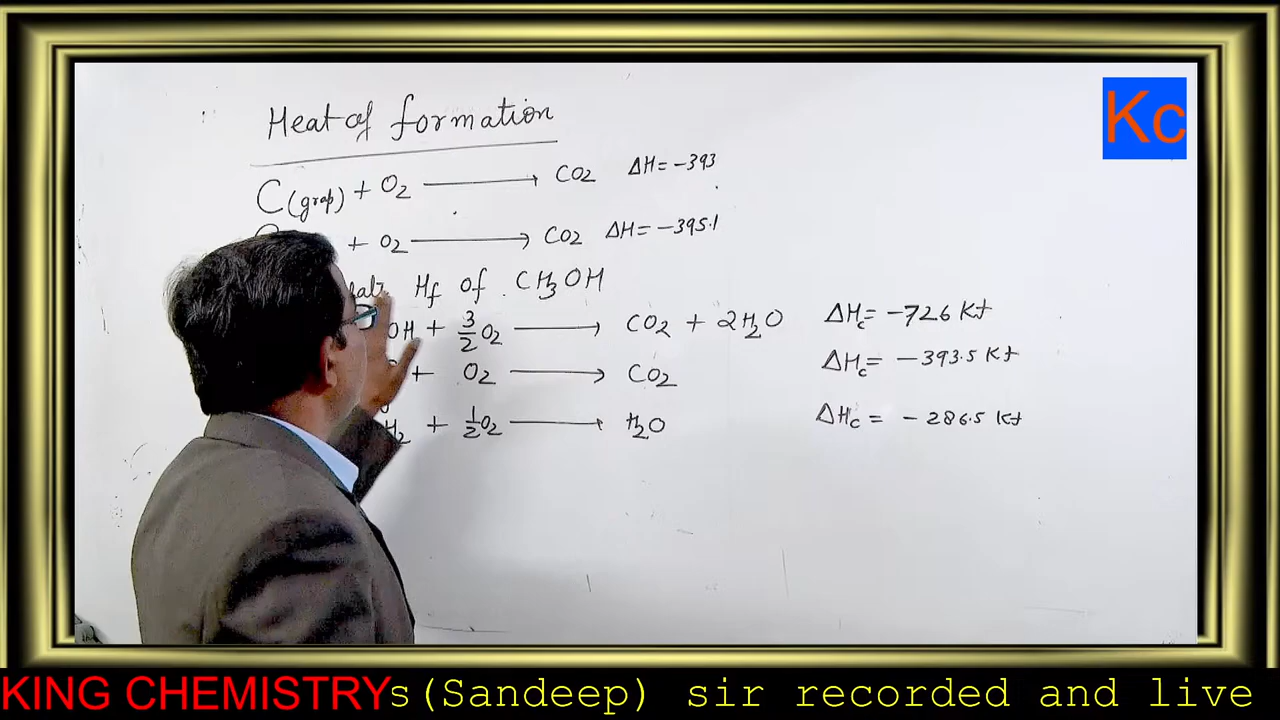 Kc
Heat of formation
C(grap) + O2 → CO2 ΔH = -393
+ O2 → CO2 ΔH = -395.1
Hf of CH3OH
OH + 3/2 O2 → CO2 + 2H2O ΔHc = -726 KJ
+ O2 → CO2 ΔHc = -393.5 KJ
H2 + 1/2 O2 → H2O ΔHc = -286.5 KJ
KING CHEMISTRY s(Sandeep) sir recorded and live